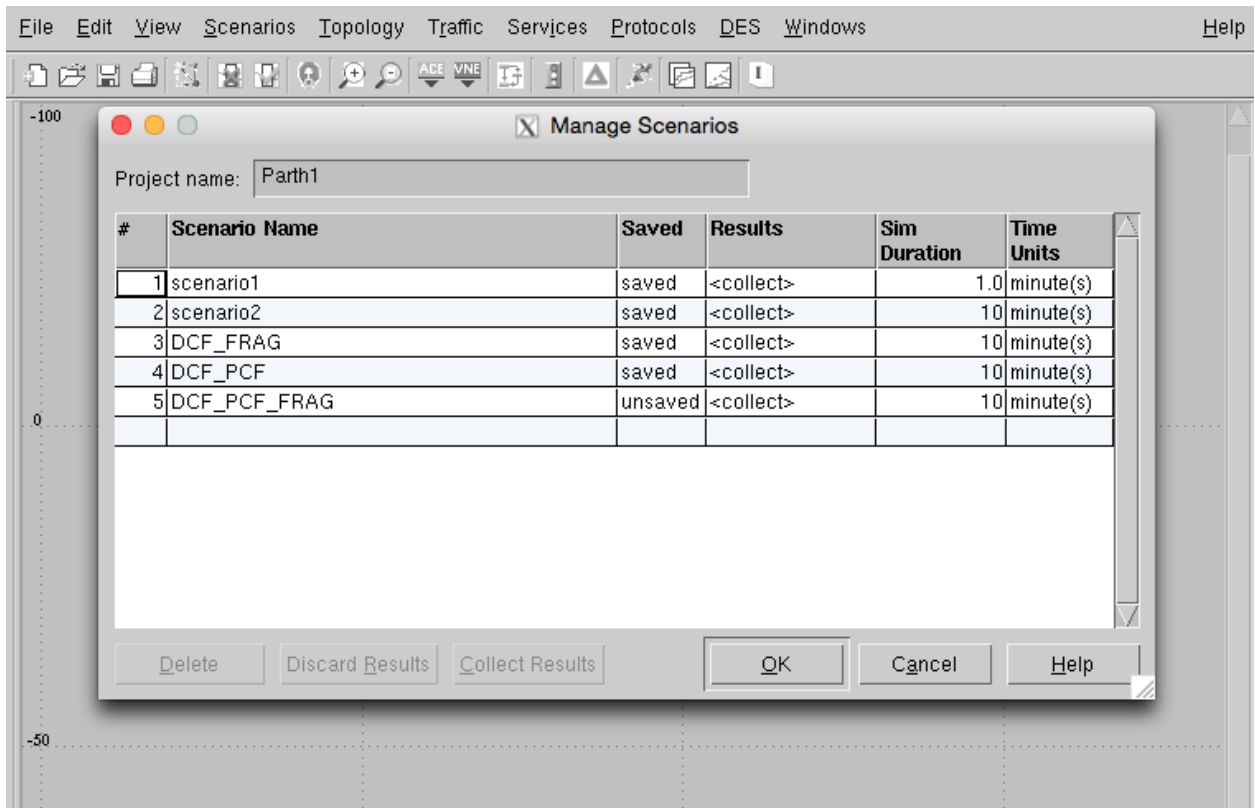 File Edit View Scenarios Topology Traffic Services Protocols DES Windows Help
ACE VNE
-100
X Manage Scenarios
Project name: Parth1
# Scenario Name Saved Results Sim Duration Time Units
1 scenario1 saved <collect> 1.0 minute(s)
2 scenario2 saved <collect> 10 minute(s)
3 DCF_FRAG saved <collect> 10 minute(s)
4 DCF_PCF saved <collect> 10 minute(s)
5 DCF_PCF_FRAG unsaved <collect> 10 minute(s)
0
Delete Discard Results Collect Results OK Cancel Help
-50